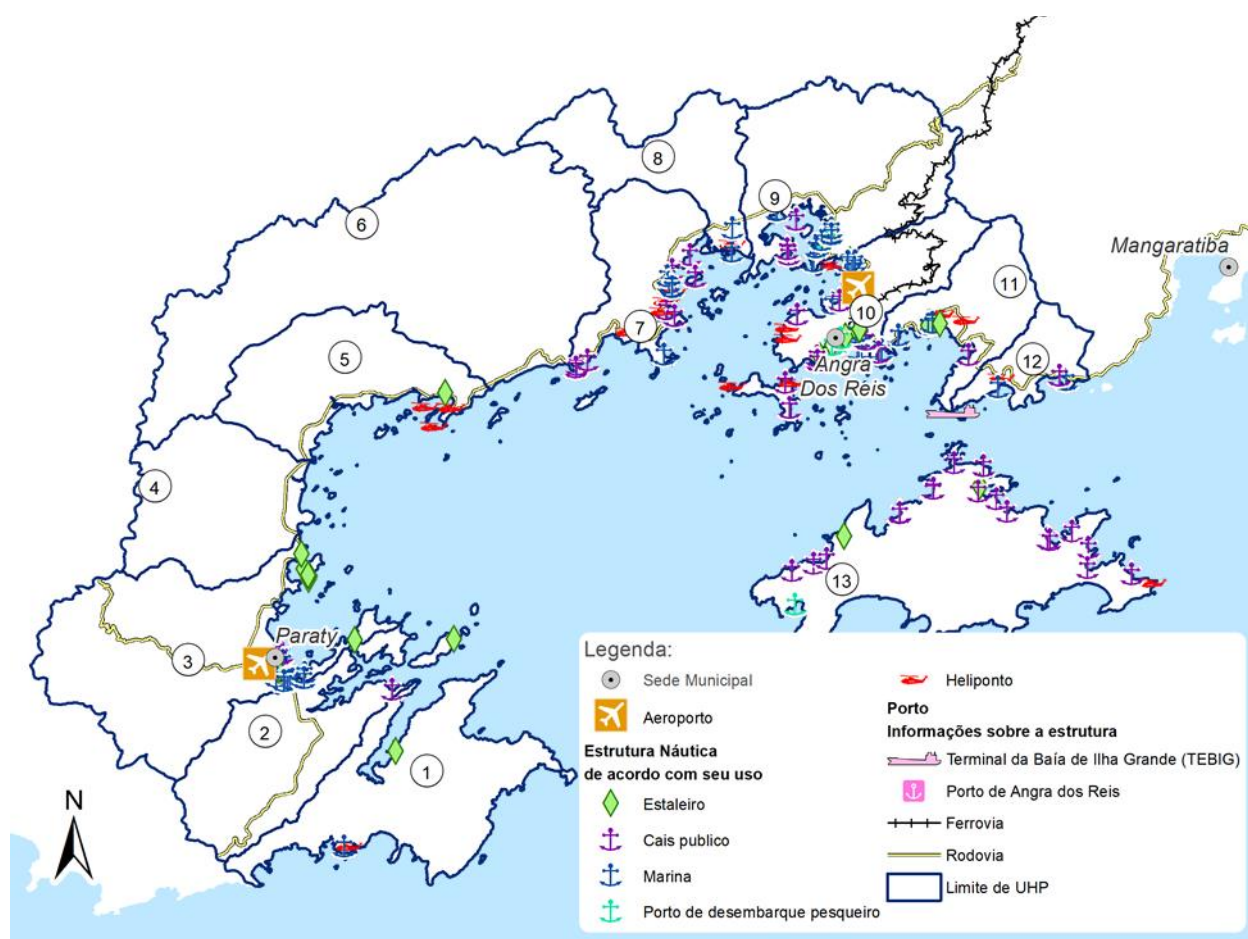 8
6
9
Mangaratiba
11
10
7
5
12
Angra
Dos Reis
4
13
Paraty
3
2
1
N
Legenda:
Sede Municipal
Aeroporto
Estrutura Náutica
de acordo com seu uso
Estaleiro
Cais publico
Marina
Porto de desembarque pesqueiro
Heliponto
Porto
Informações sobre a estrutura
Terminal da Baía de Ilha Grande (TEBIG)
Porto de Angra dos Reis
Ferrovia
Rodovia
Limite de UHP